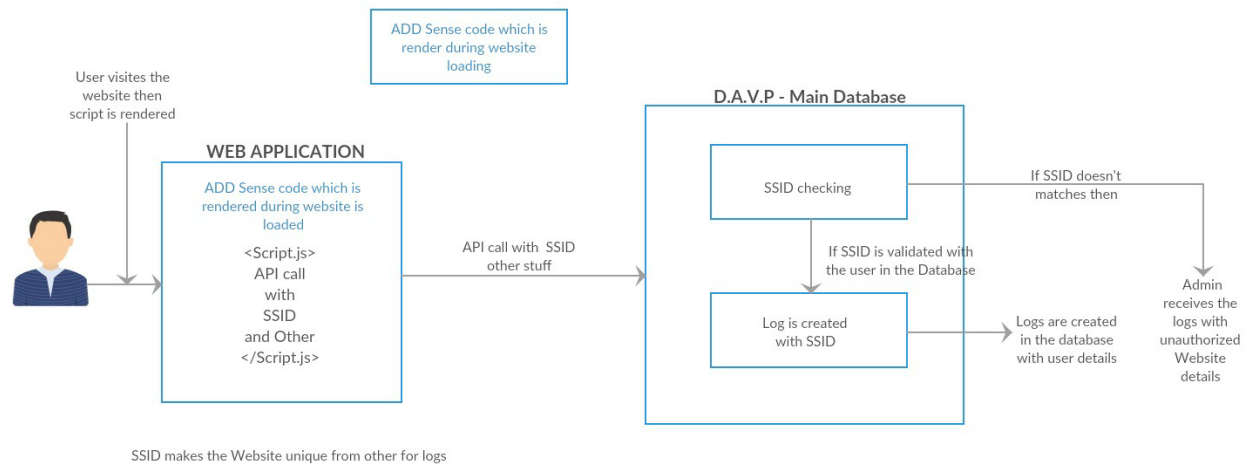 ADD Sense code which is
render during website
loading
User visites the
website then
script is rendered
WEB APPLICATION
ADD Sense code which is
rendered during website is
loaded
<Script.js>
API call
with
SSID
and Other
</Script.js>
API call with SSID
other stuff
D.A.V.P - Main Database
SSID checking
If SSID is validated with
the user in the Database
Log is created
with SSID
If SSID doesn't
matches then
Logs are created
in the database
with user details
Admin
receives the
logs with
unauthorized
Website
details
SSID makes the Website unique from other for logs